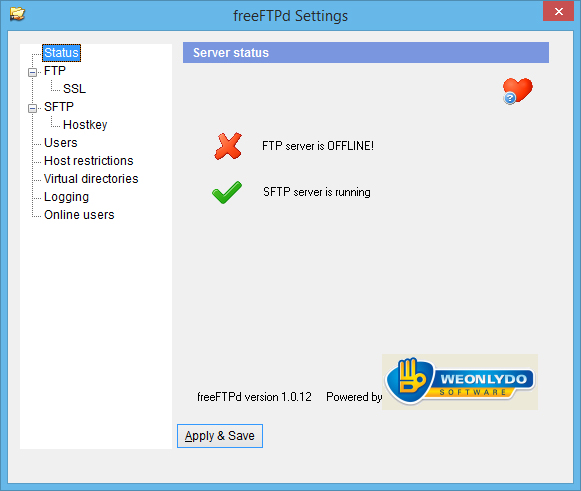 freeFTPd Settings
Status
FTP
SSL
SFTP
Hostkey
Users
Host restrictions
Virtual directories
Logging
Online users
Server status
?
FTP server is OFFLINE!
SFTP server is running
freeFTPd version 1.0.12 Powered by
WEONLYDO
SOFTWARE
Apply & Save